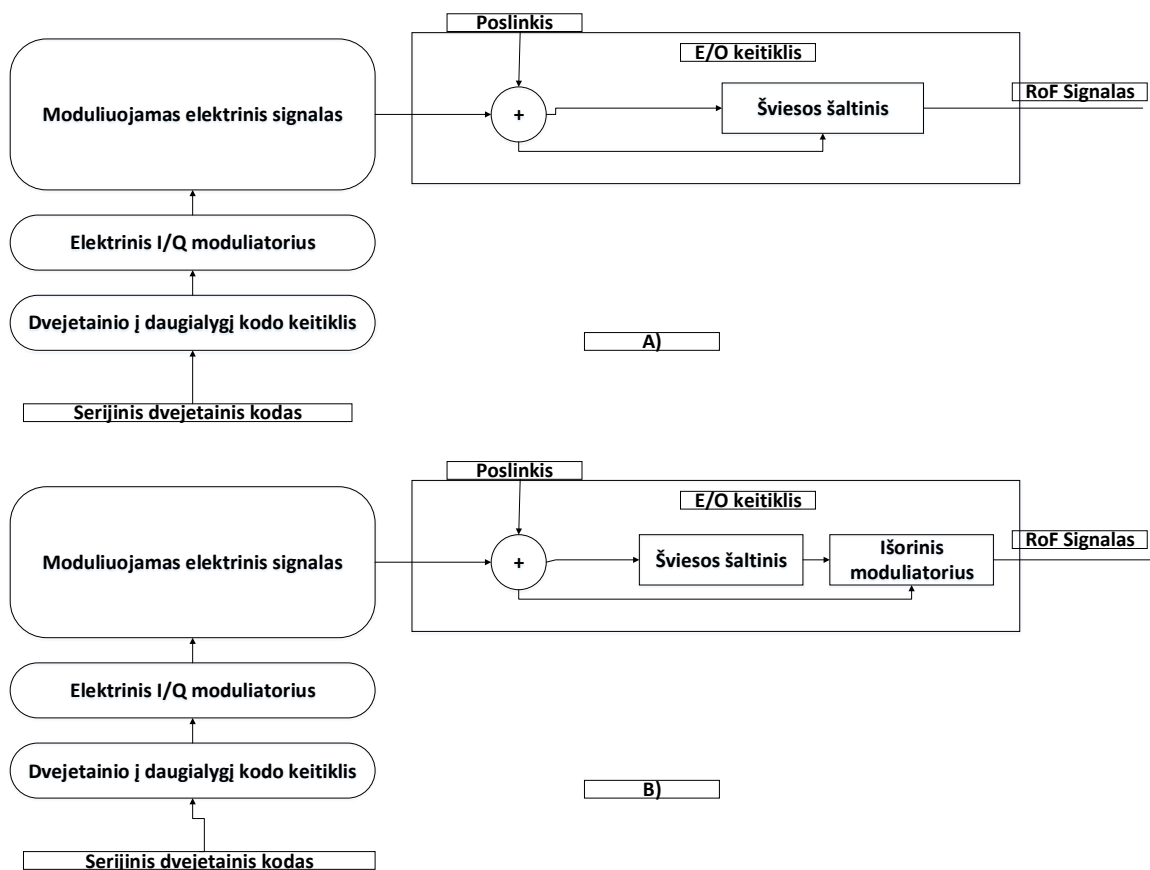 Poslinkis
E/O keitiklis
Moduliuojamas elektrinis signalas
+
Šviesos šaltinis
RoF Signalas
Elektrinis I/Q moduliatorius
Dvejetainio į daugialygį kodo keitiklis
A)
Serijinis dvejetainis kodas
Poslinkis
E/O keitiklis
Moduliuojamas elektrinis signalas
+
Šviesos šaltinis
Išorinis
moduliatorius
RoF Signalas
Elektrinis I/Q moduliatorius
Dvejetainio į daugialygį kodo keitiklis
B)
Serijinis dvejetainis kodas